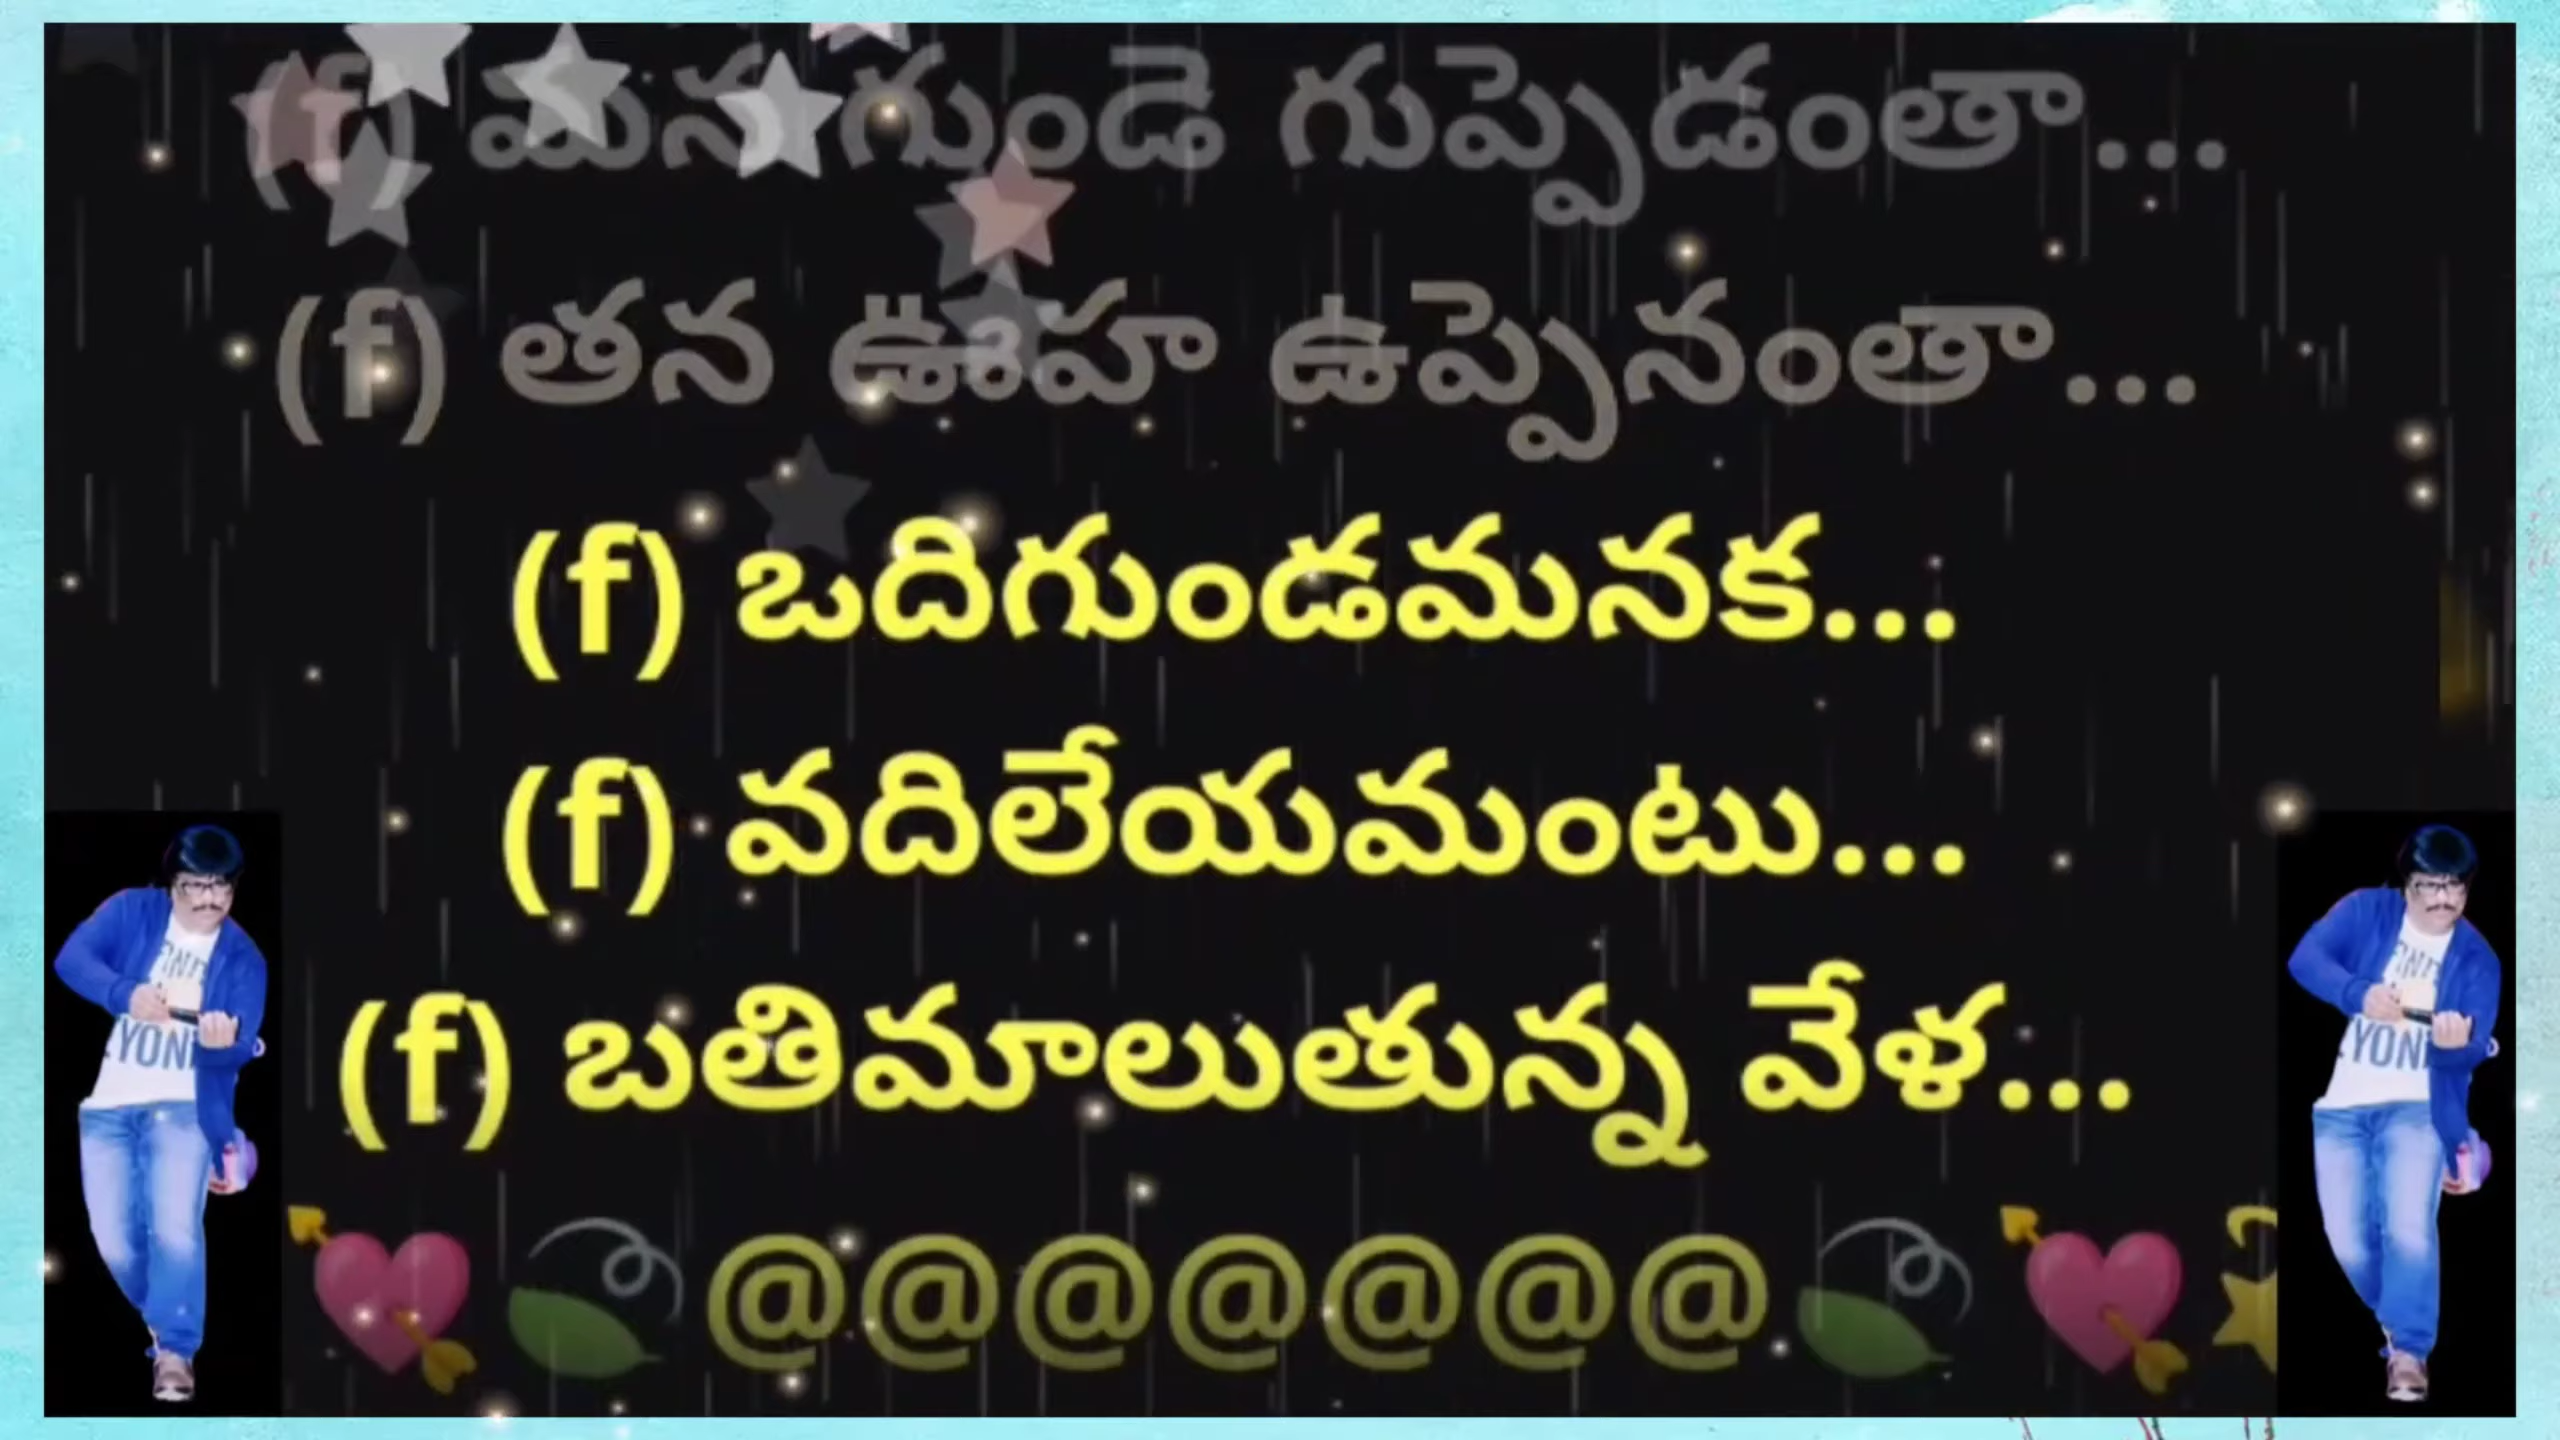 (f) మన గుండె గుప్పెడంతా...
(f) తన ఊహ ఉప్పెనంతా...
(f) ఒదిగుండమనక...
(f) వదిలేయమంటు...
(f) బతిమాలుతున్న వేళ...
@@@@@@@